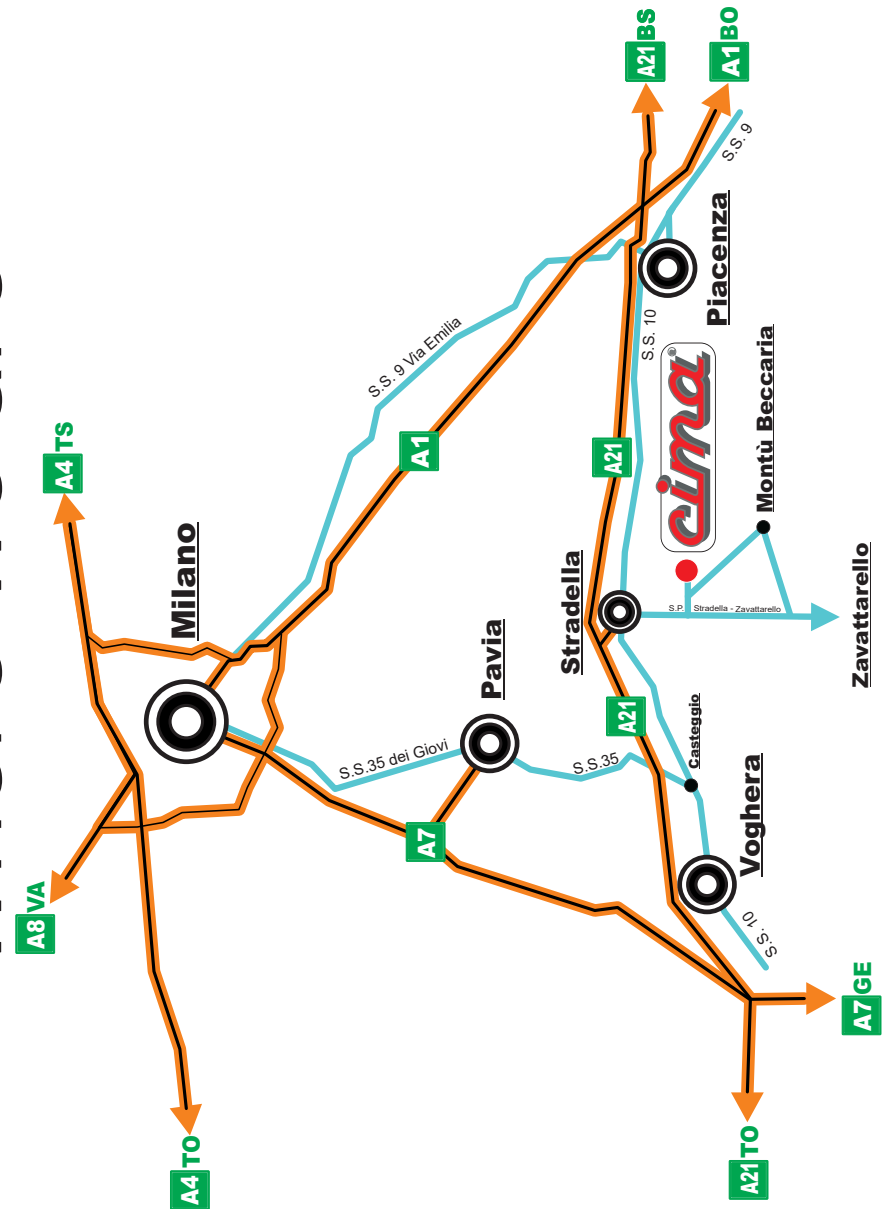 A8 VA
A4 TS
Milano
A4 TO
S.S.35 dei Giovi
S.S. 9 Via Emilia
A7
A1
Pavia
Stradella
S.S.35
A21
A21
A21 BS
S.S. 10
cima®
S.P. Stradella - Zavattarello
Casteggio
Piacenza
A1 BO
S.S. 9
A21 TO
Voghera
S.S. 10
Montù Beccaria
A7 GE
Zavattarello